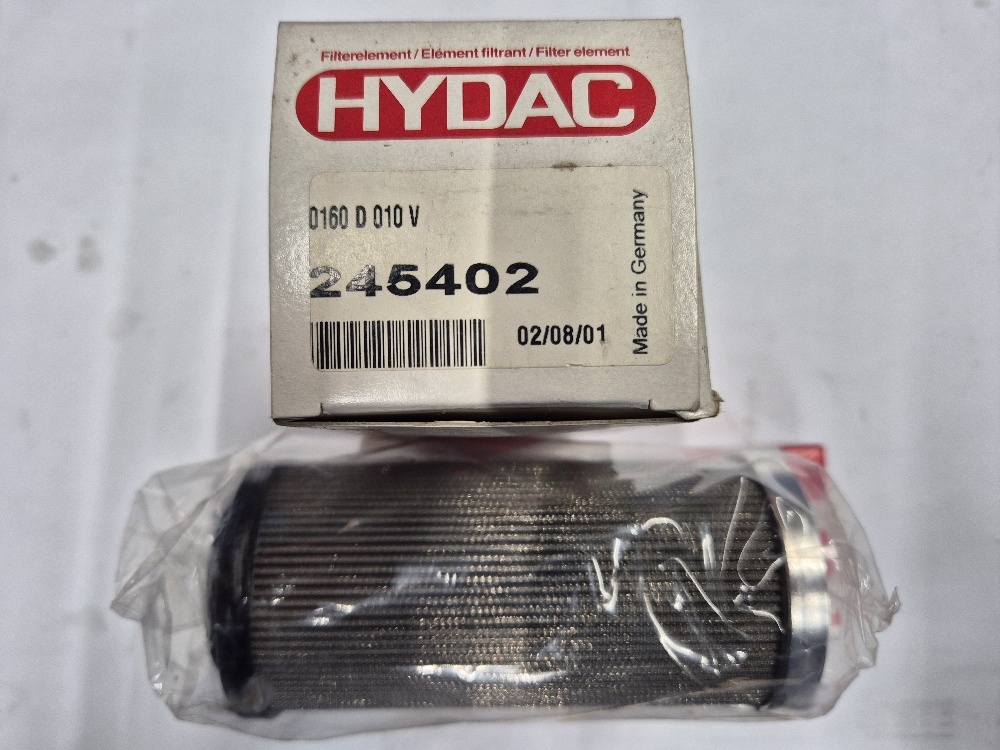 Filterelement / Elément filtrant / Filter element
HYDAC
0160 D 010 V
245402
02/08/01
Made in Germany